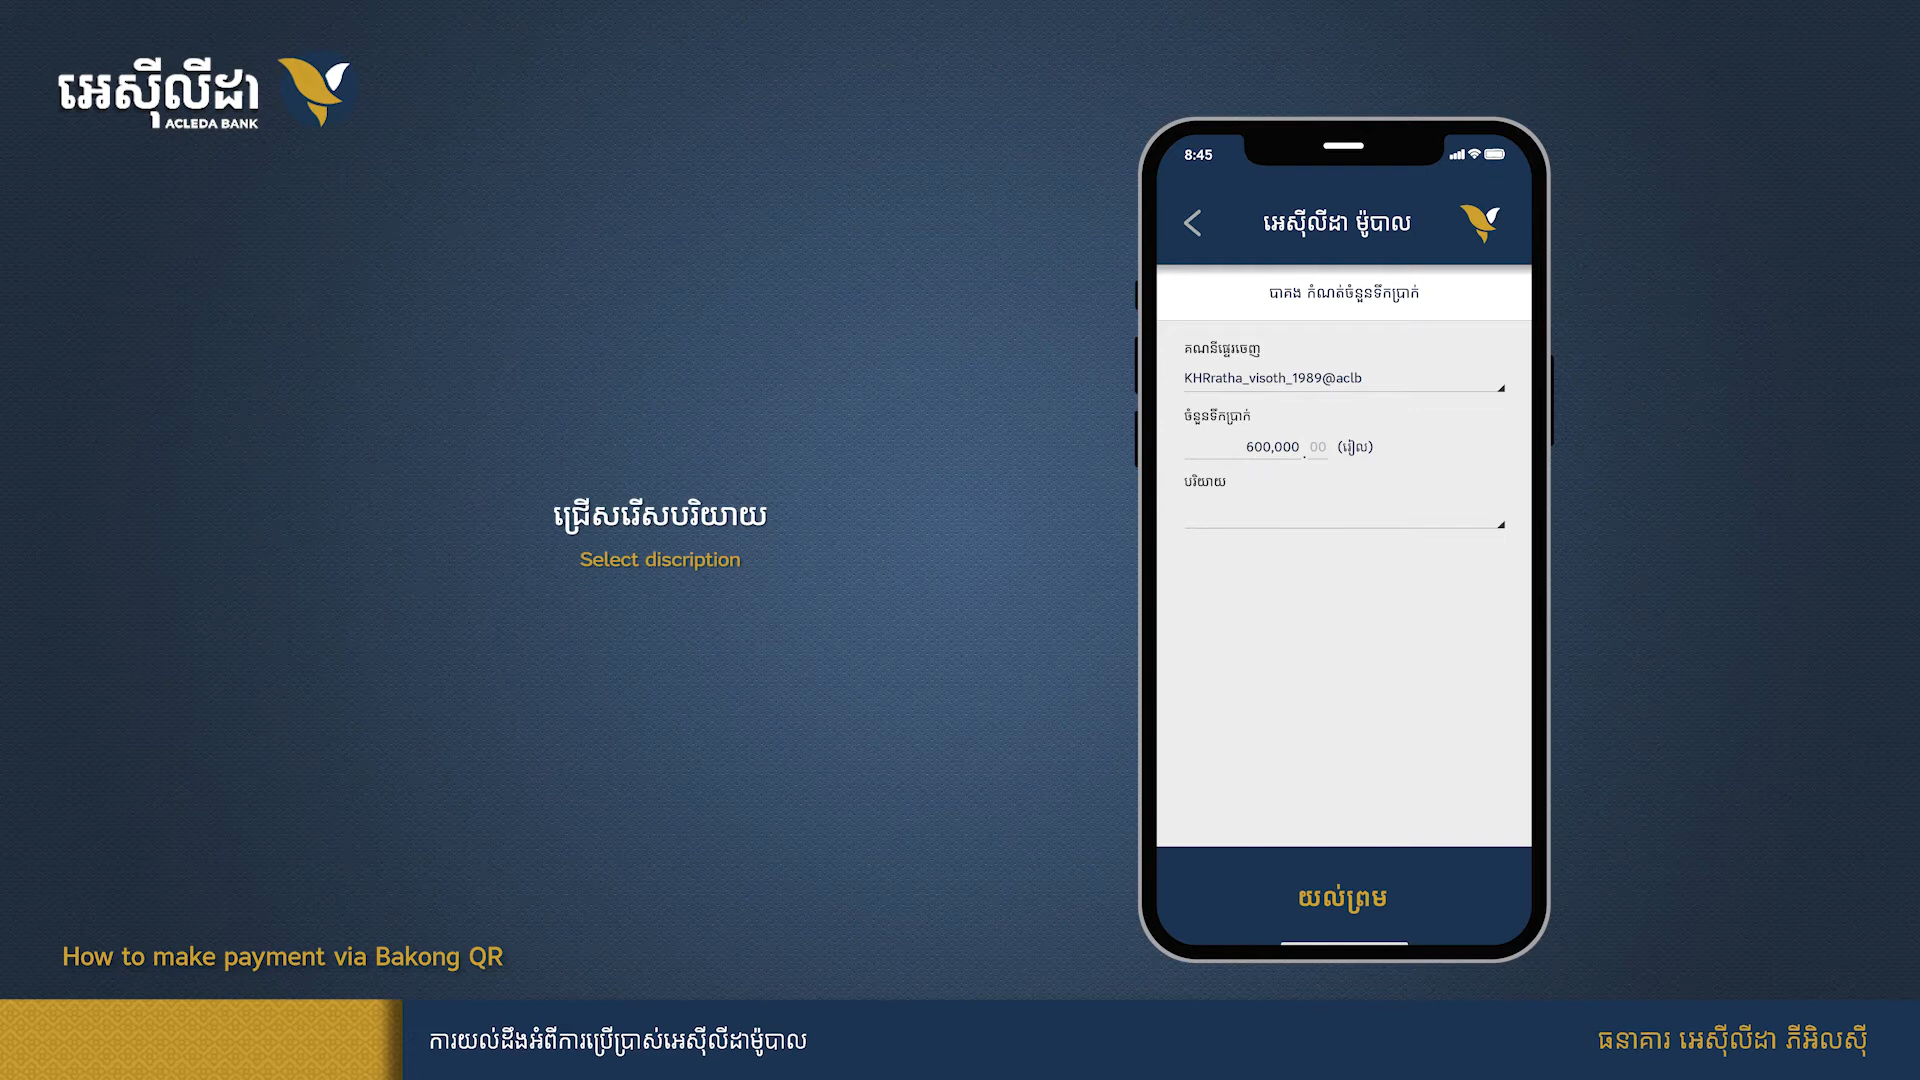 អេស៊ីលីដា
ACLEDA BANK
8:45
អេស៊ីលីដា ម៉ូបាល
បាគង កំណត់ចំនួនទឹកប្រាក់
គណនីផ្ទេរចេញ
KHRratha_visoth_1989@aclb
ចំនួនទឹកប្រាក់
600,000.00 (រៀល)
បរិយាយ
យល់ព្រម
ជ្រើសរើសបរិយាយ
Select discription
How to make payment via Bakong QR
ការយល់ដឹងអំពីការប្រើប្រាស់អេស៊ីលីដាម៉ូបាល
ធនាគារ អេស៊ីលីដា ភីអិលស៊ី